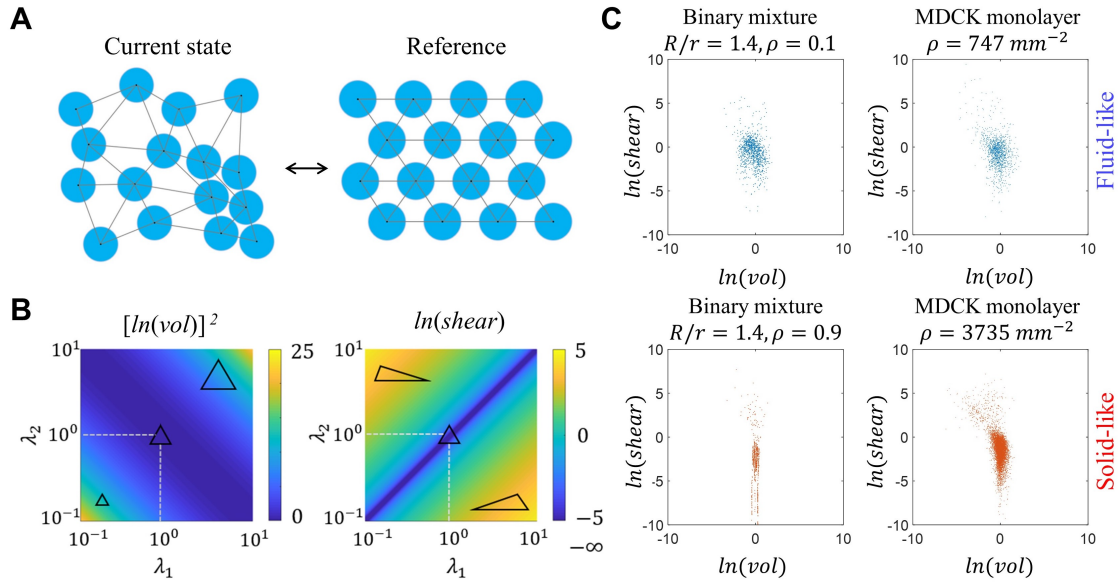 A
Current state
Reference
B
[ln(vol)]²
ln(shear)
10¹
λ₂
10⁰
10⁻¹
10⁻¹
10⁰
10¹
λ₁
25
0
10¹
λ₂
10⁰
10⁻¹
10⁻¹
10⁰
10¹
λ₁
5
0
−5
−∞
C
Binary mixture
R/r = 1.4, ρ = 0.1
10
5
0
-5
-10
-10
0
10
ln(shear)
ln(vol)
MDCK monolayer
ρ = 747 mm⁻²
10
5
0
-5
-10
-10
0
10
ln(shear)
ln(vol)
Fluid-like
Binary mixture
R/r = 1.4, ρ = 0.9
10
5
0
-5
-10
-10
0
10
ln(shear)
ln(vol)
MDCK monolayer
ρ = 3735 mm⁻²
10
5
0
-5
-10
-10
0
10
ln(shear)
ln(vol)
Solid-like